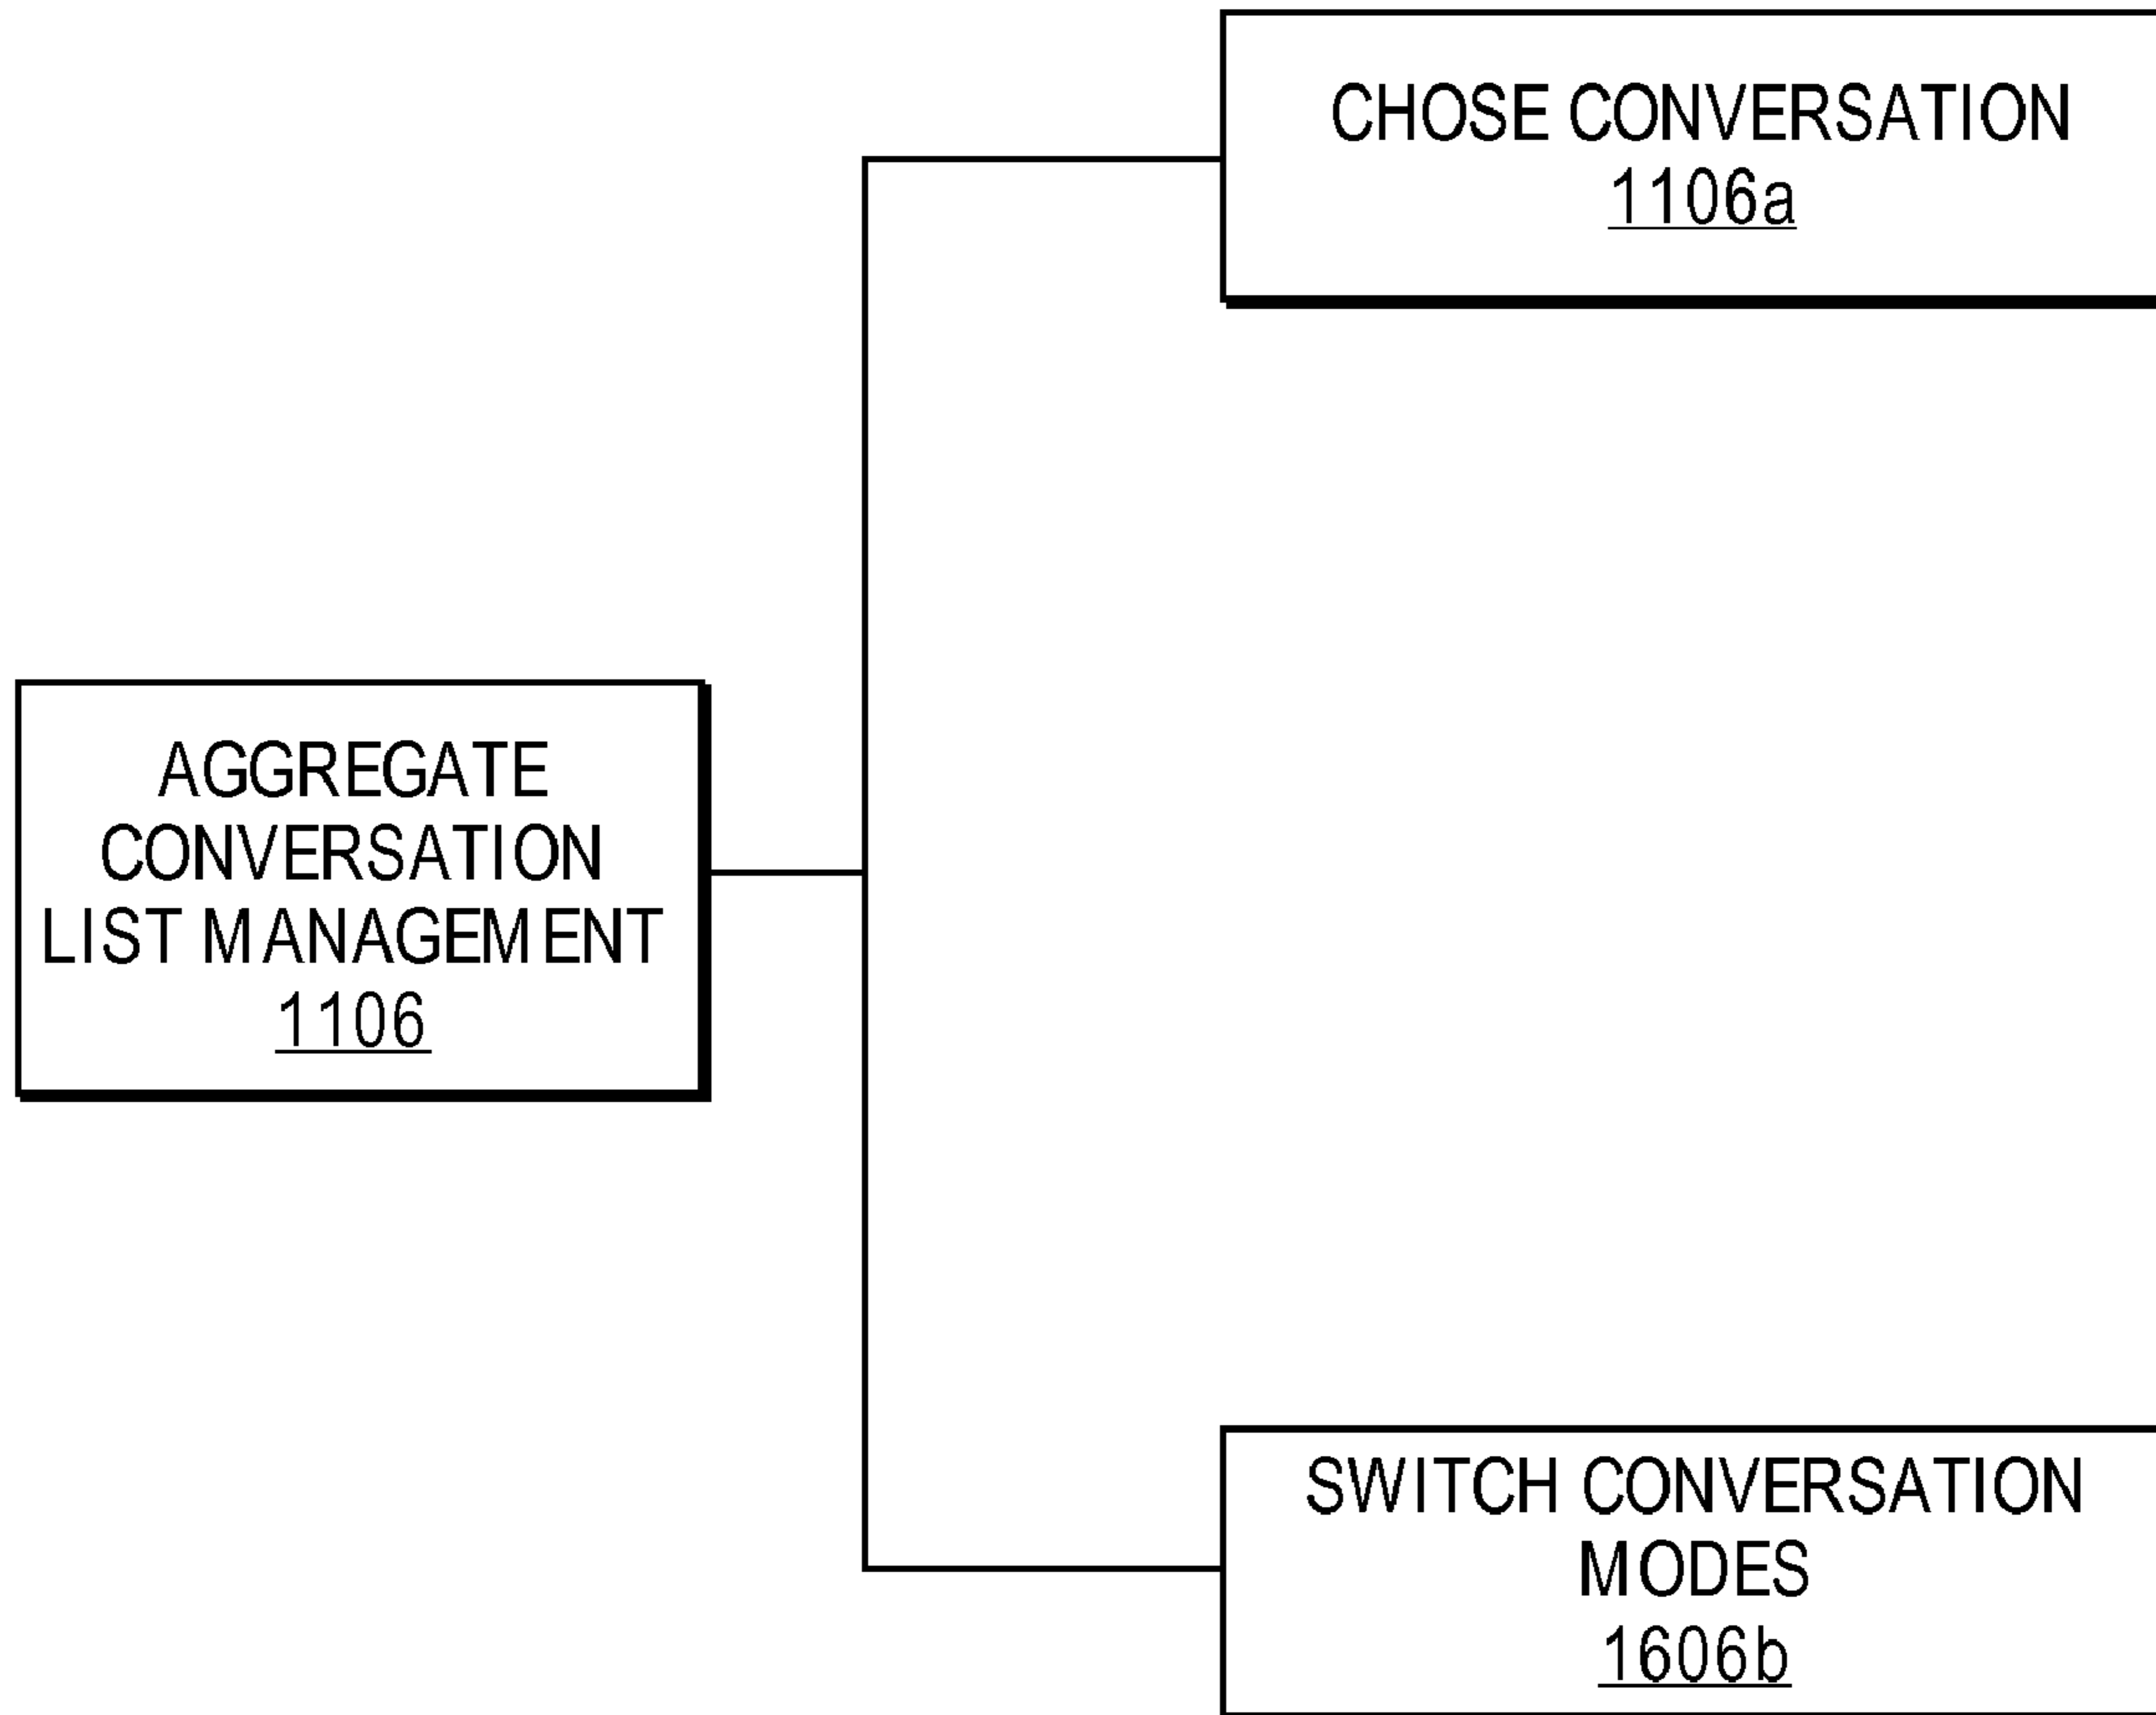 CHOSE CONVERSATION
1106a
AGGREGATE
CONVERSATION
LIST MANAGEMENT
1106
SWITCH CONVERSATION
MODES
1606b